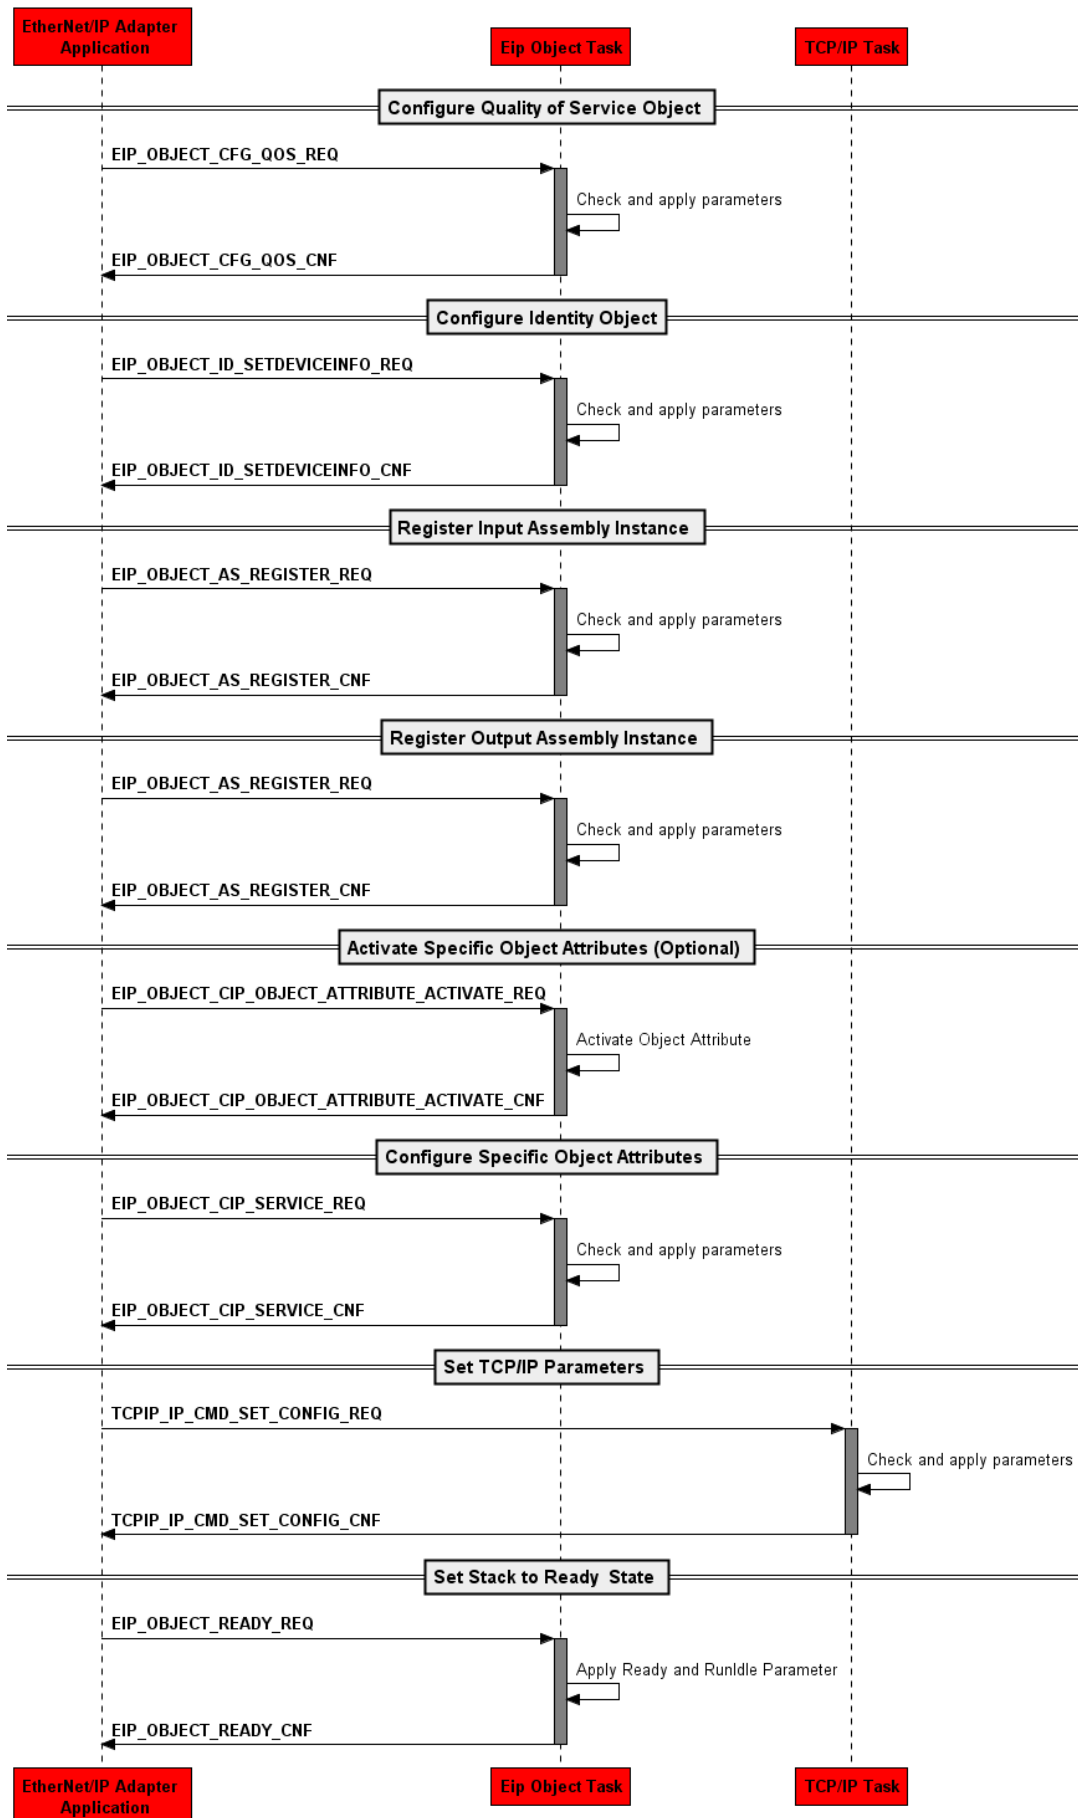 EtherNet/IP Adapter
Application
Eip Object Task
TCP/IP Task
Configure Quality of Service Object
EIP_OBJECT_CFG_QOS_REQ
Check and apply parameters
EIP_OBJECT_CFG_QOS_CNF
Configure Identity Object
EIP_OBJECT_ID_SETDEVICEINFO_REQ
Check and apply parameters
EIP_OBJECT_ID_SETDEVICEINFO_CNF
Register Input Assembly Instance
EIP_OBJECT_AS_REGISTER_REQ
Check and apply parameters
EIP_OBJECT_AS_REGISTER_CNF
Register Output Assembly Instance
EIP_OBJECT_AS_REGISTER_REQ
Check and apply parameters
EIP_OBJECT_AS_REGISTER_CNF
Activate Specific Object Attributes (Optional)
EIP_OBJECT_CIP_OBJECT_ATTRIBUTE_ACTIVATE_REQ
Activate Object Attribute
EIP_OBJECT_CIP_OBJECT_ATTRIBUTE_ACTIVATE_CNF
Configure Specific Object Attributes
EIP_OBJECT_CIP_SERVICE_REQ
Check and apply parameters
EIP_OBJECT_CIP_SERVICE_CNF
Set TCP/IP Parameters
TCPIP_IP_CMD_SET_CONFIG_REQ
Check and apply parameters
TCPIP_IP_CMD_SET_CONFIG_CNF
Set Stack to Ready  State
EIP_OBJECT_READY_REQ
Apply Ready and RunIdle Parameter
EIP_OBJECT_READY_CNF
EtherNet/IP Adapter
Application
Eip Object Task
TCP/IP Task